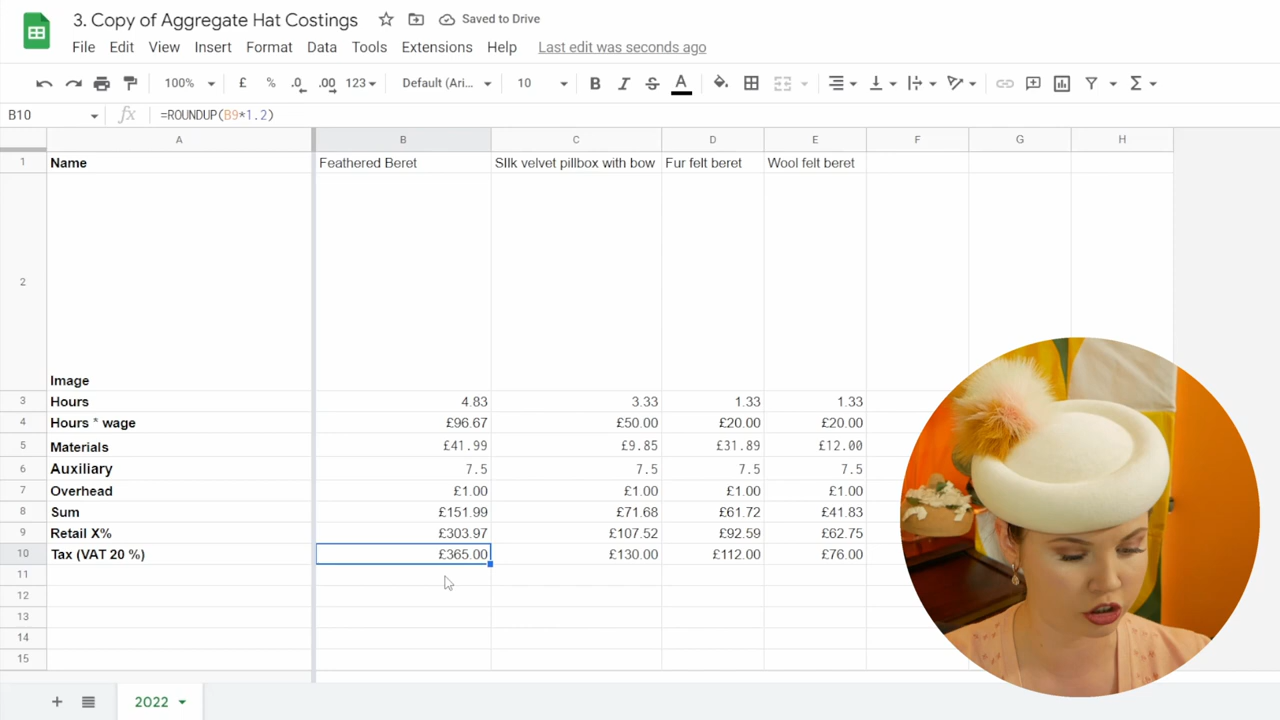 3. Copy of Aggregate Hat Costings Saved to Drive
File Edit View Insert Format Data Tools Extensions Help Last edit was seconds ago
100% £ % .0 .00 123 Default (Ari... 10 B I S A Σ
B10 fx =ROUNDUP(B9*1.2)
A B C D E F G H
1 Name Feathered Beret SIlk velvet pillbox with bow Fur felt beret Wool felt beret
2 Image
3 Hours 4.83 3.33 1.33 1.33
4 Hours * wage £96.67 £50.00 £20.00 £20.00
5 Materials £41.99 £9.85 £31.89 £12.00
6 Auxiliary 7.5 7.5 7.5 7.5
7 Overhead £1.00 £1.00 £1.00 £1.00
8 Sum £151.99 £71.68 £61.72 £41.83
9 Retail X% £303.97 £107.52 £92.59 £62.75
10 Tax (VAT 20 %) £365.00 £130.00 £112.00 £76.00
11
12
13
14
15
2022